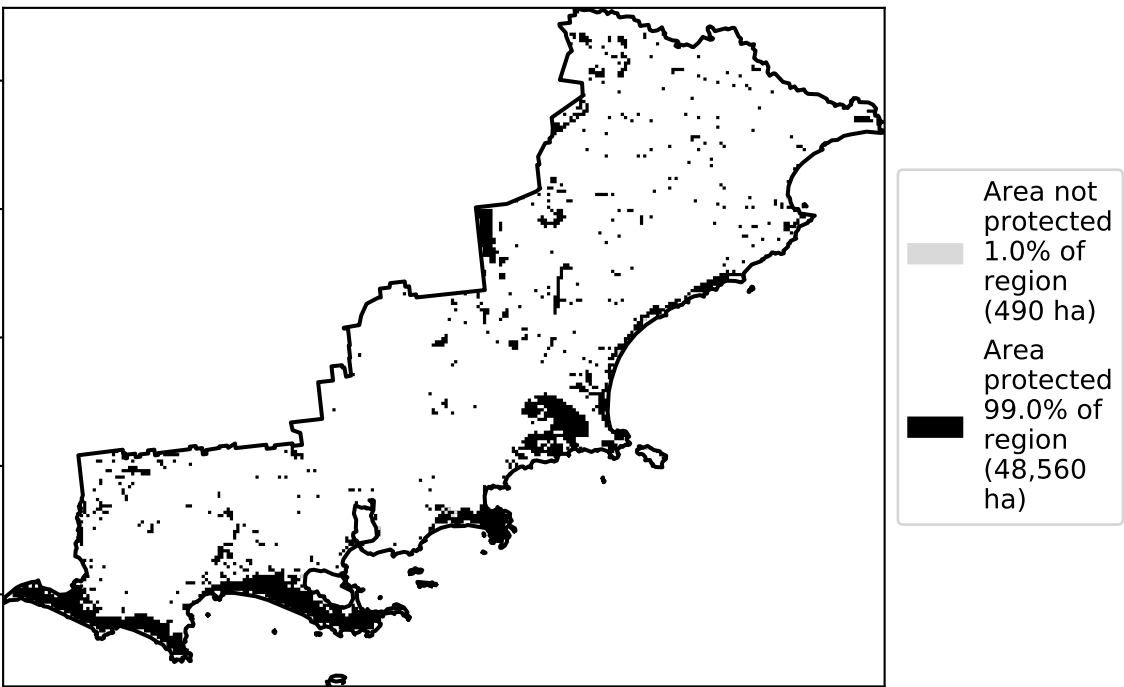 Area not
protected
1.0% of
region
(490 ha)
Area
protected
99.0% of
region
(48,560
ha)